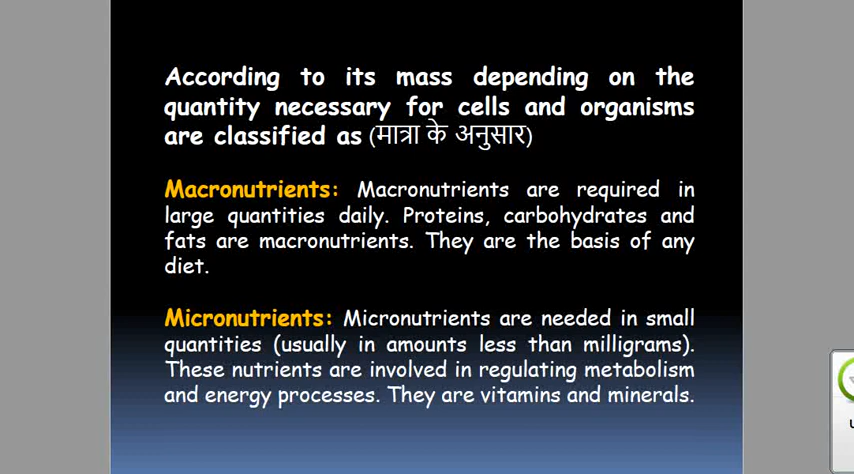 According to its mass depending on the
quantity necessary for cells and organisms
are classified as (मात्रा के अनुसार)
Macronutrients: Macronutrients are required in
large quantities daily. Proteins, carbohydrates and
fats are macronutrients. They are the basis of any
diet.
Micronutrients: Micronutrients are needed in small
quantities (usually in amounts less than milligrams).
These nutrients are involved in regulating metabolism
and energy processes. They are vitamins and minerals.